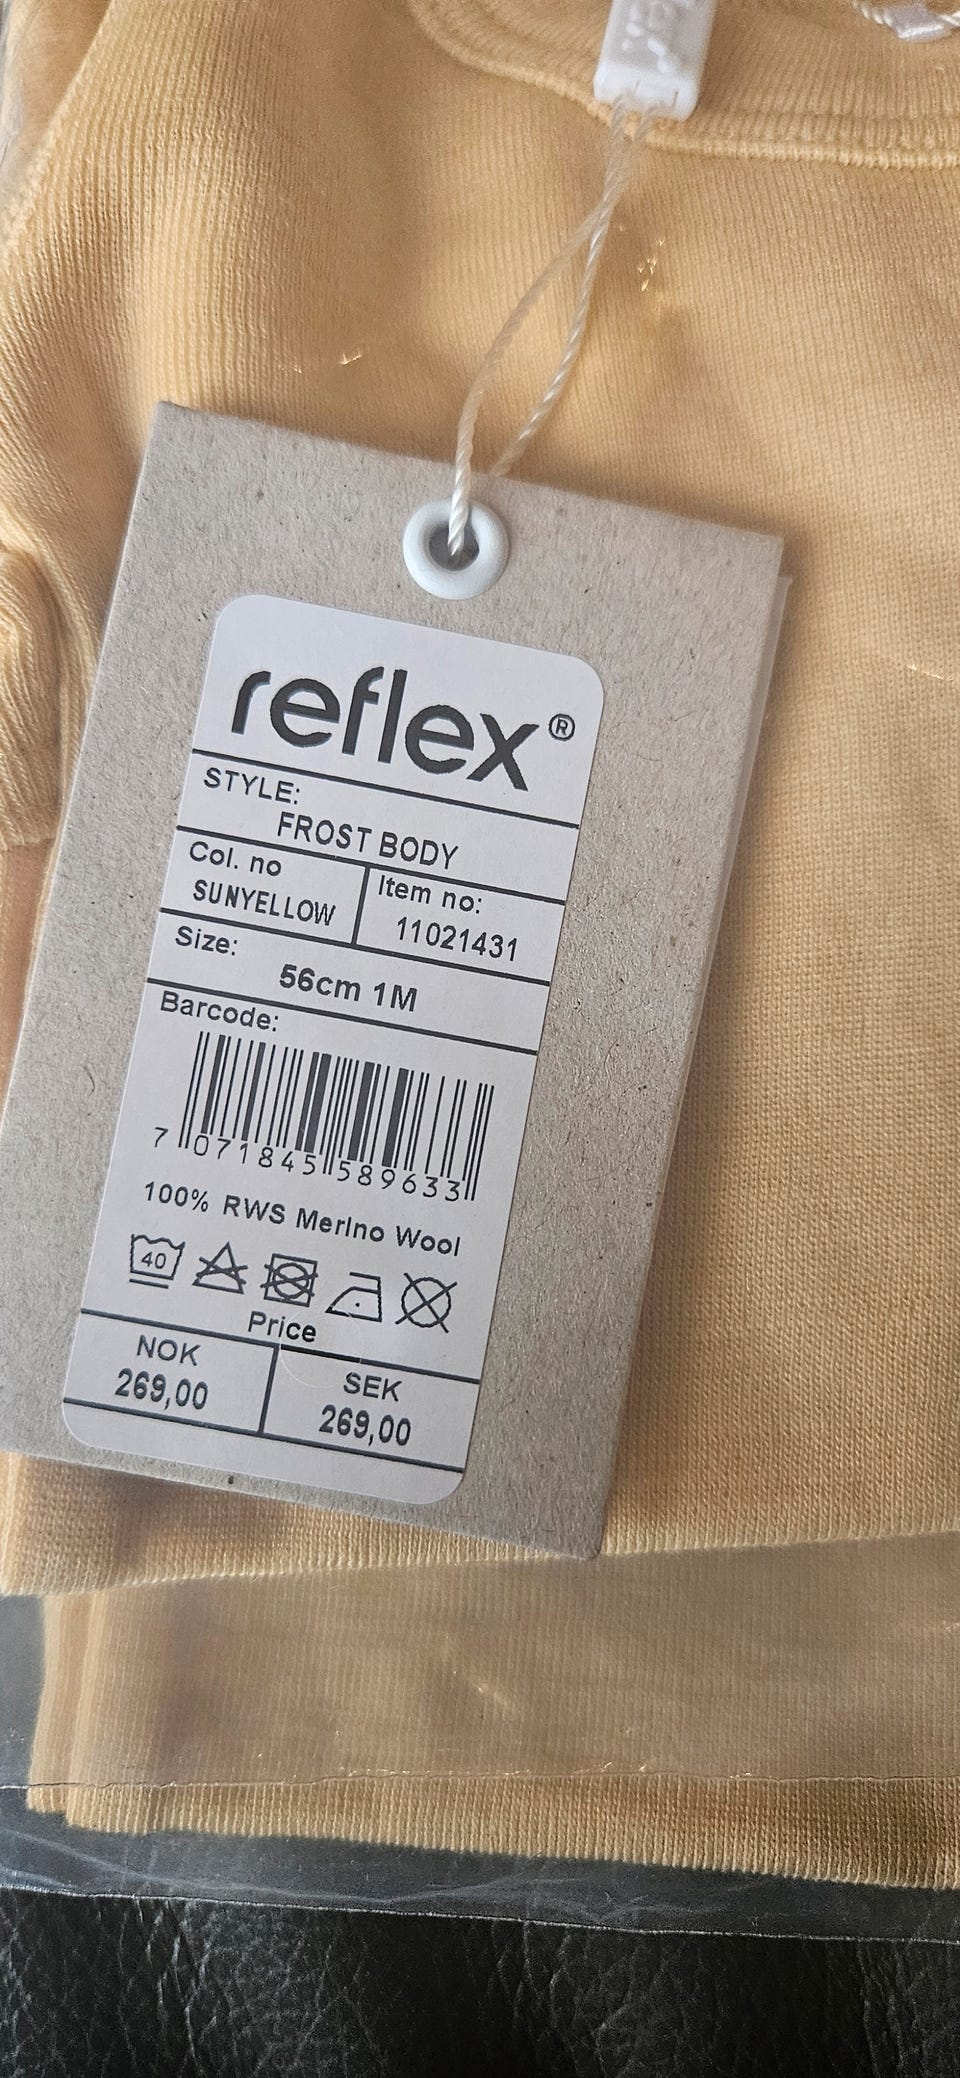 reflex®
STYLE:
FROST BODY
Col. no
SUNYELLOW
Item no:
11021431
Size:
56cm 1M
Barcode:
7 071845 589633
100% RWS Merino Wool
40
Price
NOK
269,00
SEK
269,00